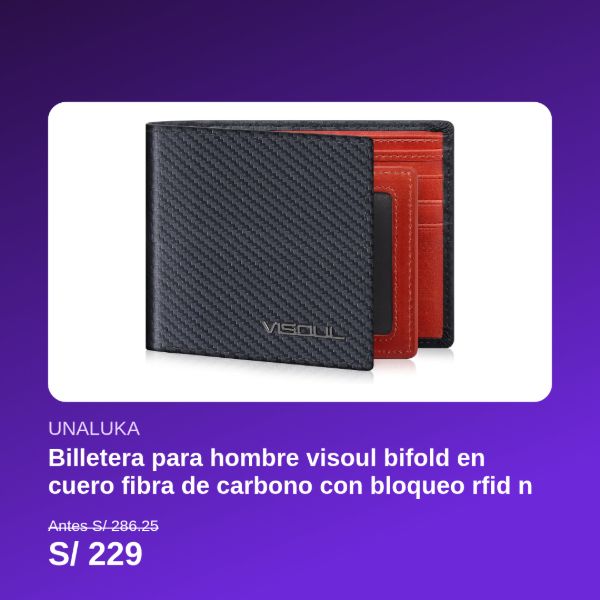 VISOUL
UNALUKA
Billetera para hombre visoul bifold en
cuero fibra de carbono con bloqueo rfid n
Antes S/ 286.25
S/ 229